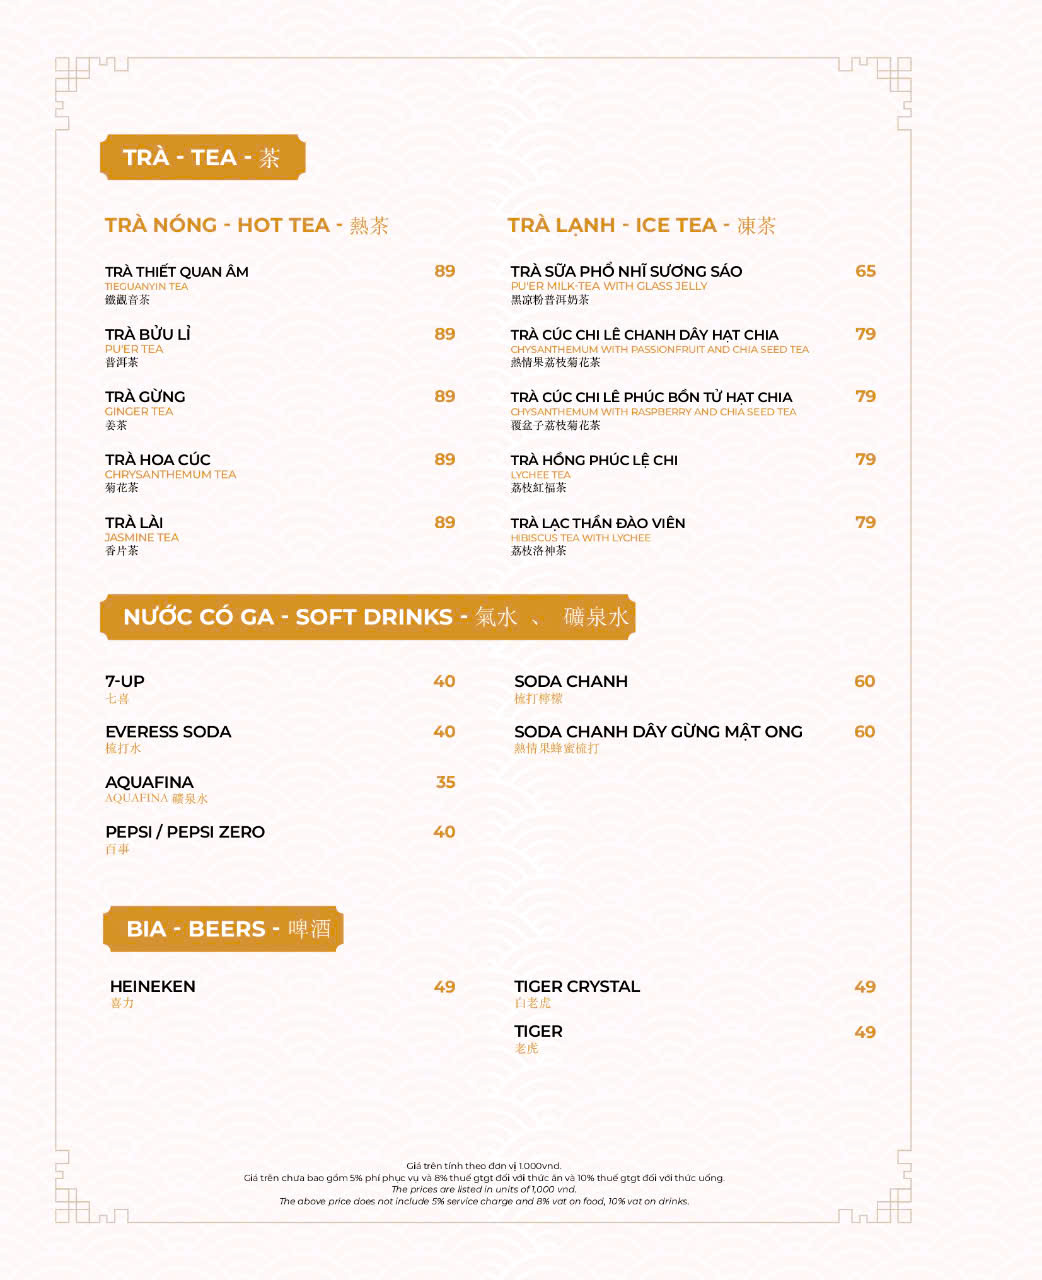 TRÀ - TEA - 茶
TRÀ NÓNG - HOT TEA - 熱茶
TRÀ THIẾT QUAN ÂM 89
TIEGUANYIN TEA
鐵觀音茶
TRÀ BỬU LỈ 89
PU'ER TEA
普洱茶
TRÀ GỪNG 89
GINGER TEA
姜茶
TRÀ HOA CÚC 89
CHRYSANTHEMUM TEA
菊花茶
TRÀ LÀI 89
JASMINE TEA
香片茶
TRÀ LẠNH - ICE TEA - 凍茶
TRÀ SỮA PHỔ NHĨ SƯƠNG SÁO 65
PU'ER MILK-TEA WITH GLASS JELLY
黑凉粉普洱奶茶
TRÀ CÚC CHI LÊ CHANH DÂY HẠT CHIA 79
CHYSANTHEMUM WITH PASSIONFRUIT AND CHIA SEED TEA
熱情果荔枝菊花茶
TRÀ CÚC CHI LÊ PHÚC BỒN TỬ HẠT CHIA 79
CHYSANTHEMUM WITH RASPBERRY AND CHIA SEED TEA
覆盆子荔枝菊花茶
TRÀ HỒNG PHÚC LỆ CHI 79
LYCHEE TEA
荔枝紅福茶
TRÀ LẠC THẦN ĐÀO VIÊN 79
HIBISCUS TEA WITH LYCHEE
荔枝洛神茶
NƯỚC CÓ GA - SOFT DRINKS - 氣水 、 礦泉水
7-UP 40
七喜
EVERESS SODA 40
梳打水
AQUAFINA 35
AQUAFINA 礦泉水
PEPSI / PEPSI ZERO 40
百事
SODA CHANH 60
梳打檸檬
SODA CHANH DÂY GỪNG MẬT ONG 60
熱情果蜂蜜梳打
BIA - BEERS - 啤酒
HEINEKEN 49
喜力
TIGER CRYSTAL 49
白老虎
TIGER 49
老虎
Giá trên tính theo đơn vị 1.000vnd.
Giá trên chưa bao gồm 5% phí phục vụ và 8% thuế gtgt đối với thức ăn và 10% thuế gtgt đối với thức uống.
The prices are listed in units of 1,000 vnd.
The above price does not include 5% service charge and 8% vat on food, 10% vat on drinks.